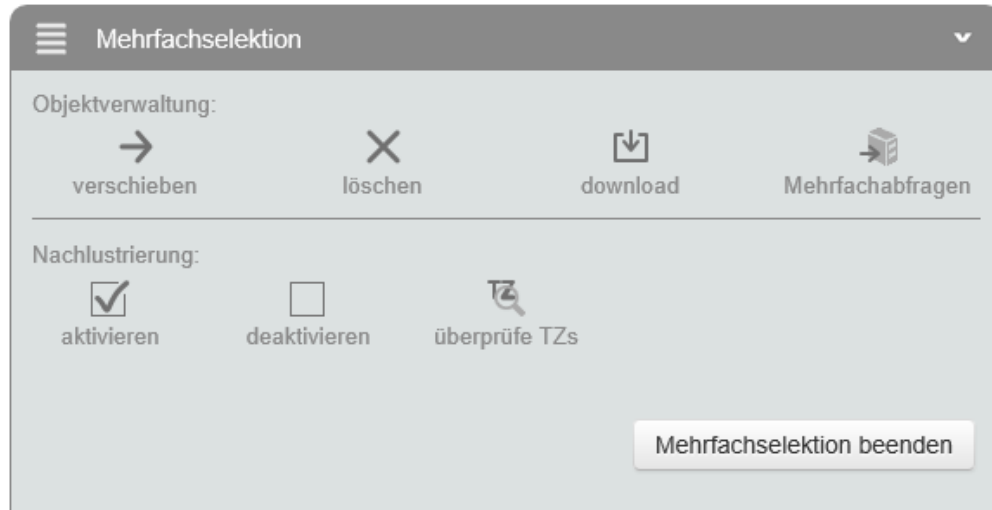 Mehrfachselektion
Objektverwaltung:
verschieben löschen download Mehrfachabfragen
Nachlustrierung:
TZ
aktivieren deaktivieren überprüfe TZs
Mehrfachselektion beenden